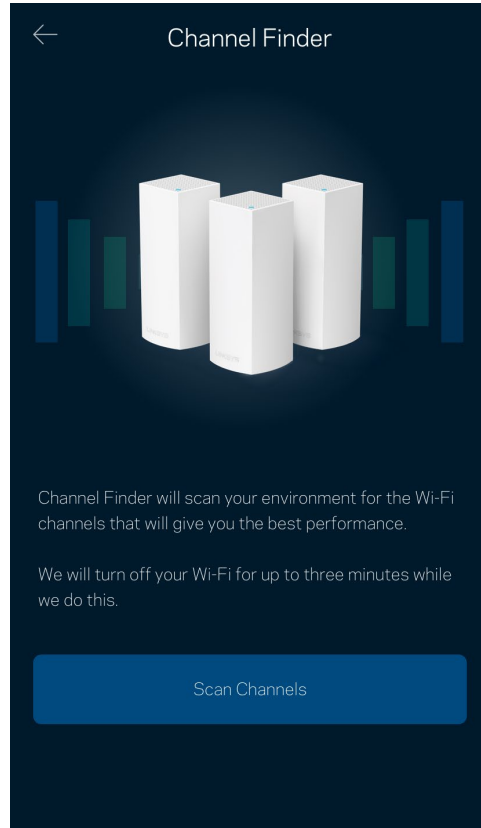 Channel Finder
Channel Finder will scan your environment for the Wi-Fi
channels that will give you the best performance.
We will turn off your Wi-Fi for up to three minutes while
we do this.
Scan Channels